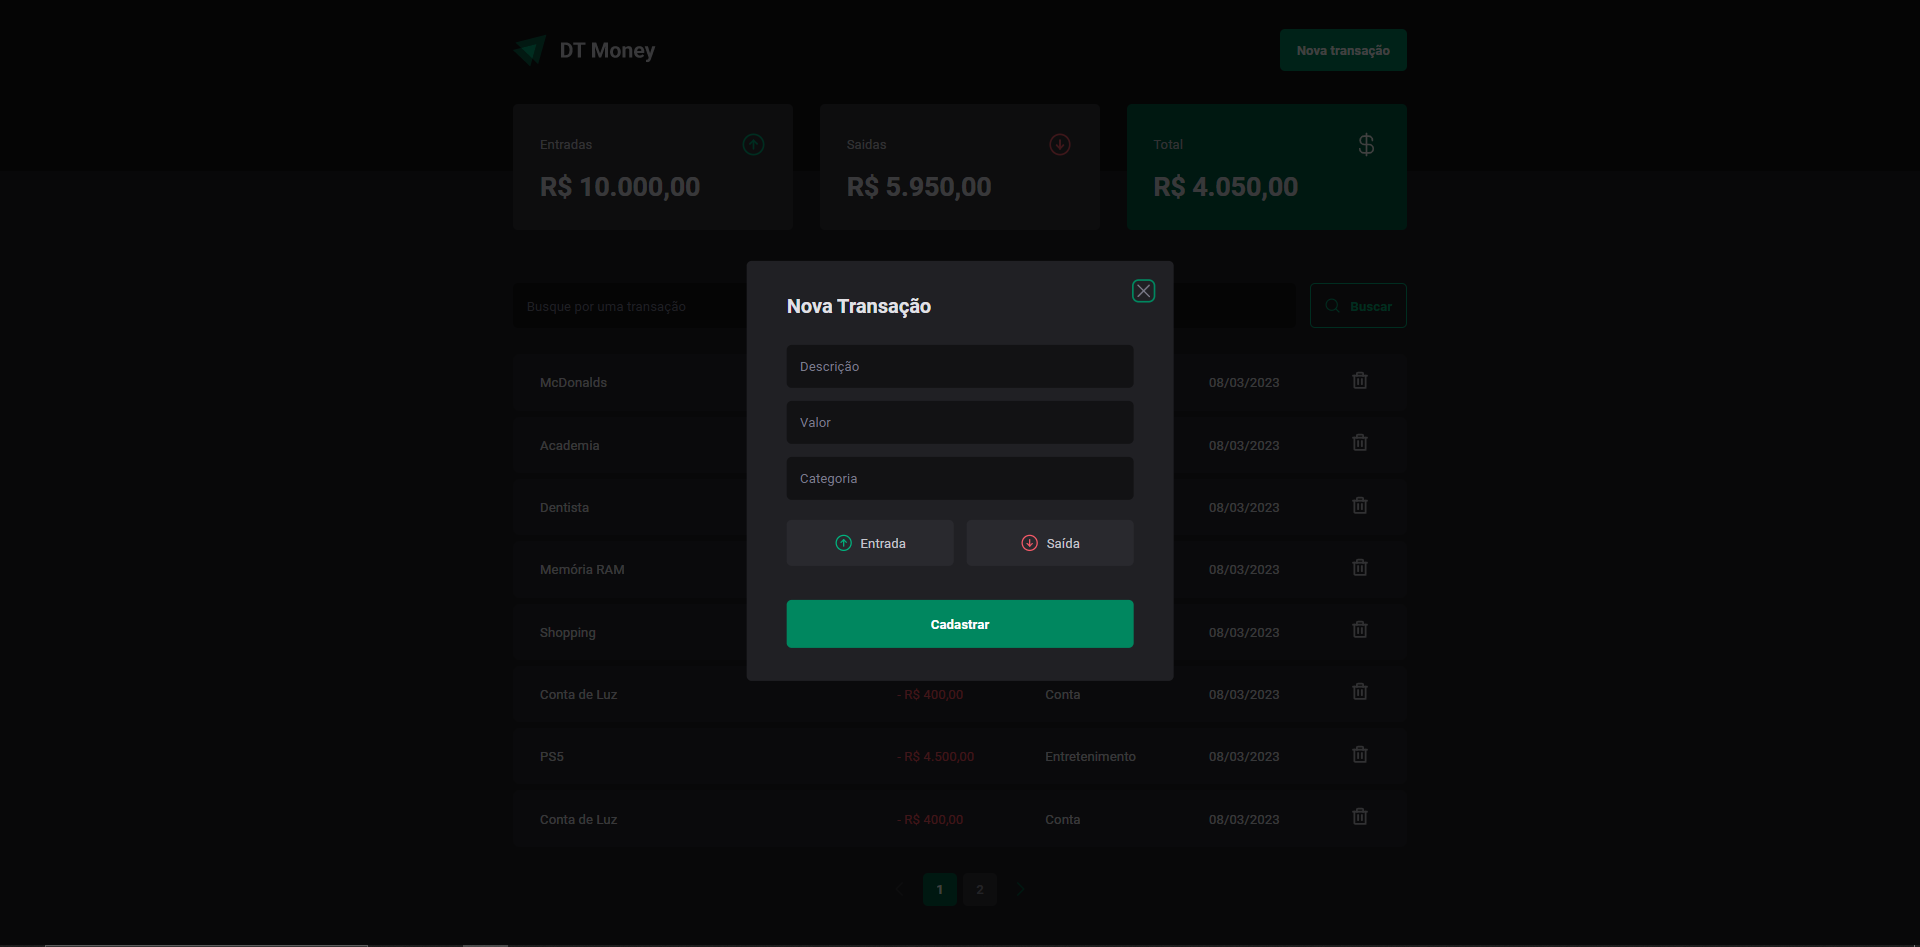 DT Money
Nova transação
Entradas
R$ 10.000,00
Saidas
R$ 5.950,00
Total
R$ 4.050,00
Busque por uma transação
Buscar
Nova Transação
Descrição
Valor
Categoria
Entrada
Saída
Cadastrar
McDonalds 08/03/2023
Academia 08/03/2023
Dentista 08/03/2023
Memória RAM 08/03/2023
Shopping 08/03/2023
Conta de Luz - R$ 400,00 Conta 08/03/2023
PS5 - R$ 4.500,00 Entretenimento 08/03/2023
Conta de Luz - R$ 400,00 Conta 08/03/2023
1 2